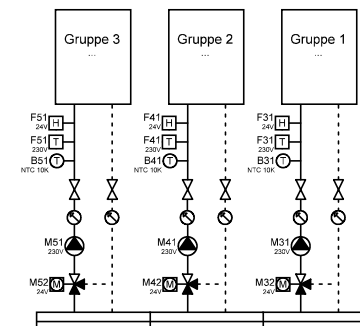 Gruppe 3
...
Gruppe 2
...
Gruppe 1
...
F51
24V
H
F41
24V
H
F31
24V
H
F51
230V
T
F41
230V
T
F31
230V
T
B51
NTC 10K
T
B41
NTC 10K
T
B31
NTC 10K
T
M51
230V
M41
230V
M31
230V
M52
24V
M
M42
24V
M
M32
24V
M